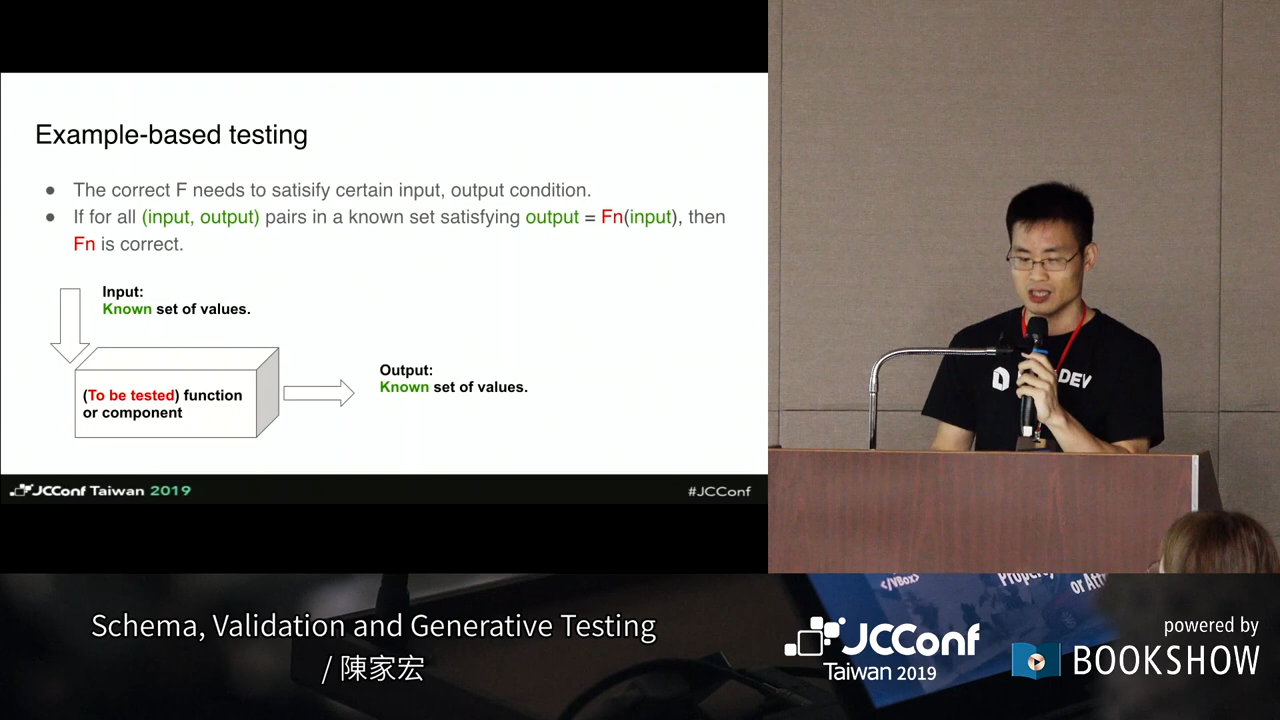 Example-based testing
● The correct F needs to satisify certain input, output condition.
● If for all (input, output) pairs in a known set satisfying output = Fn(input), then
Fn is correct.
Input:
Known set of values.
(To be tested) function
or component
Output:
Known set of values.
JCConf Taiwan 2019
#JCConf
DEV
</VBox>
Schema, Validation and Generative Testing
/ 陳家宏
JCConf
Taiwan 2019
powered by
BOOKSHOW